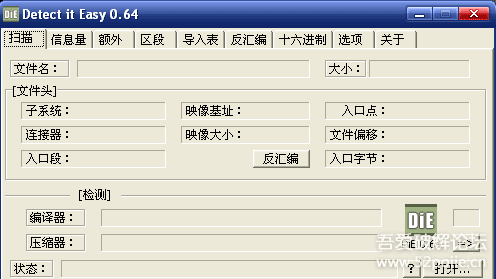 Detect it Easy 0.64
扫描 信息量 额外 区段 导入表 反汇编 十六进制 选项 关于
文件名： 大小：
[文件头]
子系统： 映像基址： 入口点：
连接器： 映像大小： 文件偏移：
入口段： 反汇编 入口字节：
[检测]
编译器： DiE
压缩器： ->
状态： ? 打开...
吾爱破解论坛
www.52pojie.cn